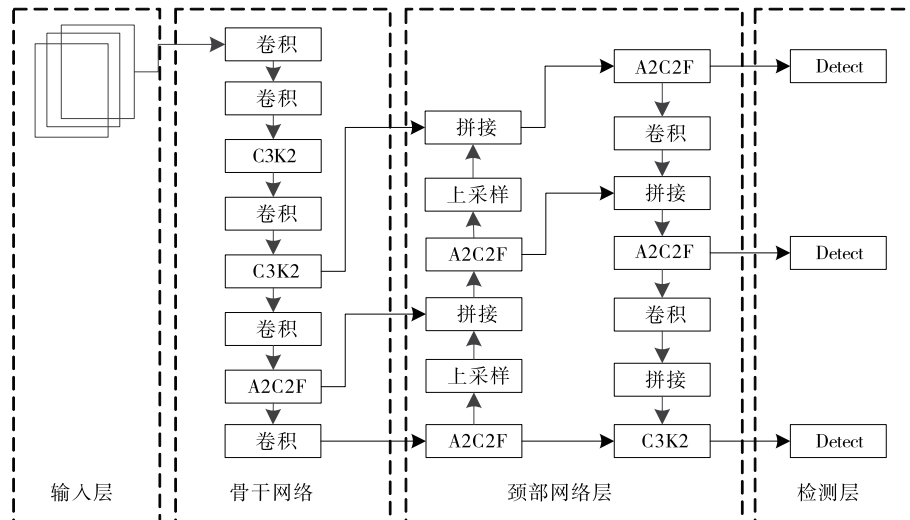 卷积
卷积
C3K2
卷积
C3K2
卷积
A2C2F
卷积
拼接
上采样
A2C2F
拼接
上采样
A2C2F
A2C2F
卷积
拼接
A2C2F
卷积
拼接
C3K2
Detect
Detect
Detect
输入层
骨干网络
颈部网络层
检测层